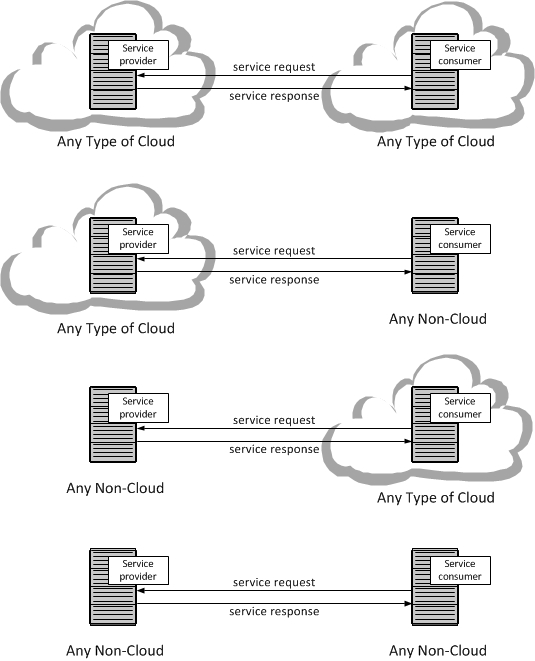 Service
provider
service request
service response
Service
consumer
Any Type of Cloud
Any Type of Cloud
Service
provider
service request
service response
Service
consumer
Any Type of Cloud
Any Non-Cloud
Service
provider
service request
service response
Service
consumer
Any Non-Cloud
Any Type of Cloud
Service
provider
service request
service response
Service
consumer
Any Non-Cloud
Any Non-Cloud